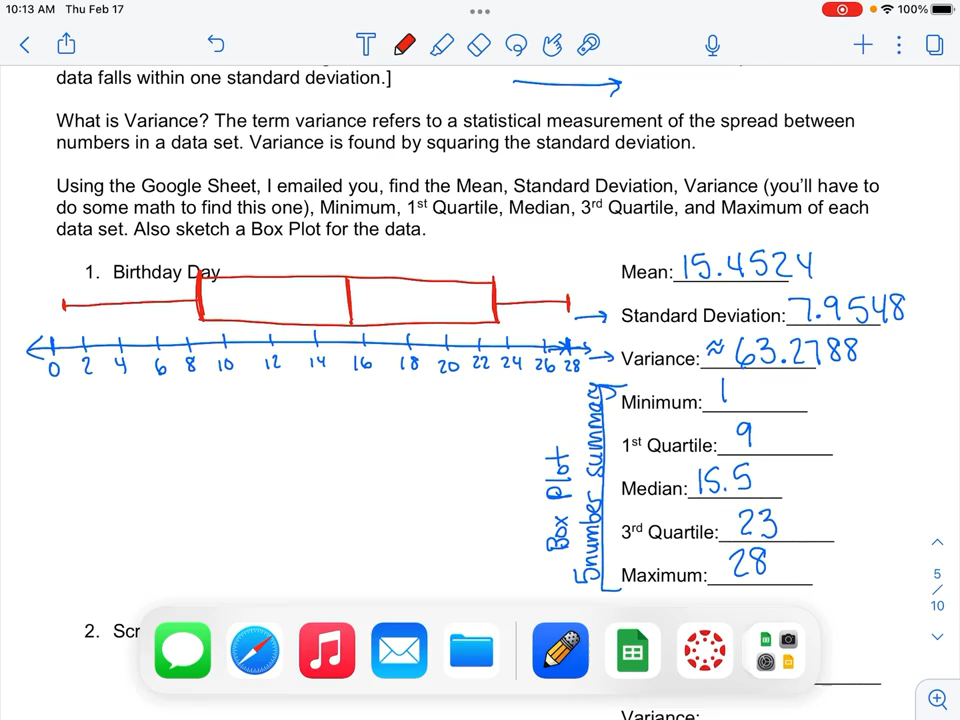 10:13 AM Thu Feb 17
100%
data falls within one standard deviation.]
What is Variance? The term variance refers to a statistical measurement of the spread between
numbers in a data set. Variance is found by squaring the standard deviation.
Using the Google Sheet, I emailed you, find the Mean, Standard Deviation, Variance (you'll have to
do some math to find this one), Minimum, 1st Quartile, Median, 3rd Quartile, and Maximum of each
data set. Also sketch a Box Plot for the data.
1. Birthday Day
Mean: 15.4524
Standard Deviation: 7.9548
Variance: ≈ 63.2788
0 2 4 6 8 10 12 14 16 18 20 22 24 26 28
Minimum: 1
1st Quartile: 9
Median: 15.5
3rd Quartile: 23
Maximum: 28
Box Plot
5number summary
5
/
10
2. Scr
Variance: